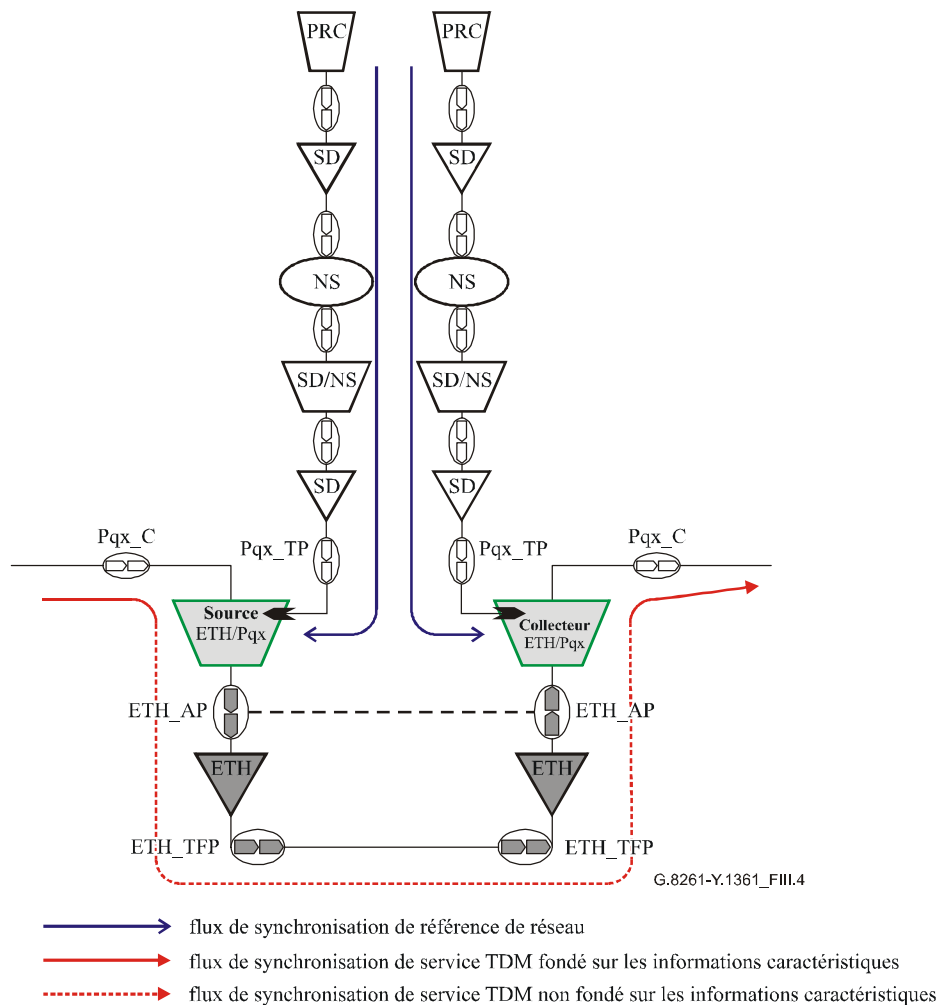 PRC PRC
SD SD
NS NS
SD/NS SD/NS
SD SD
Pqx_C Pqx_TP Pqx_TP Pqx_C
Source
ETH/Pqx
Collecteur
ETH/Pqx
ETH_AP ETH_AP
ETH ETH
ETH_TFP ETH_TFP
G.8261-Y.1361_FIII.4
flux de synchronisation de référence de réseau
flux de synchronisation de service TDM fondé sur les informations caractéristiques
flux de synchronisation de service TDM non fondé sur les informations caractéristiques